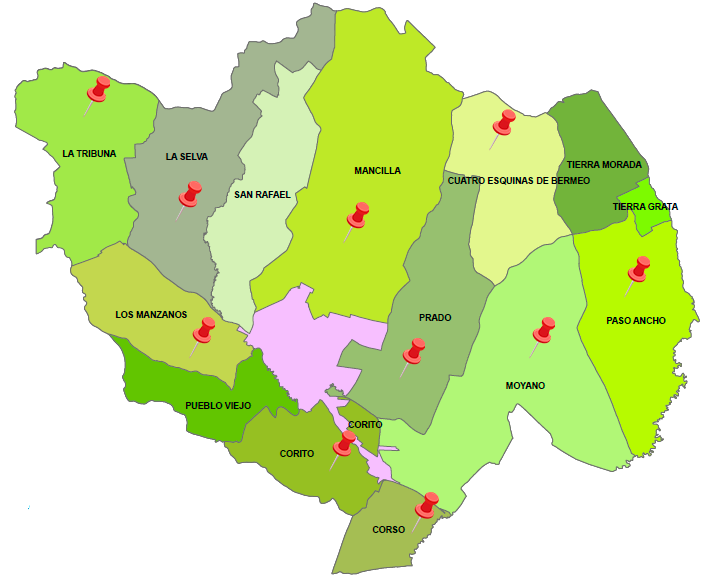 LA TRIBUNA
LA SELVA
SAN RAFAEL
MANCILLA
CUATRO ESQUINAS DE BERMEO
TIERRA MORADA
TIERRA GRATA
LOS MANZANOS
PRADO
PASO ANCHO
MOYANO
PUEBLO VIEJO
CORITO
CORITO
CORSO